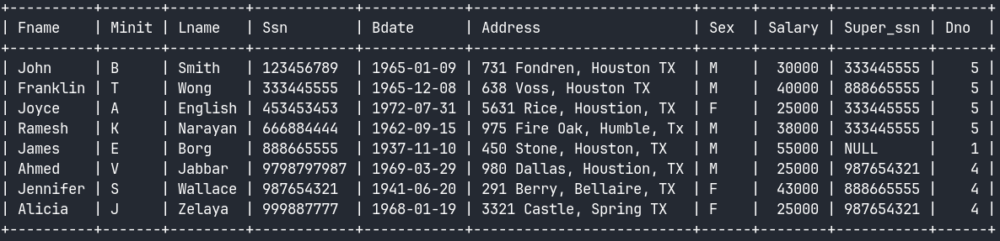 +----------+-------+---------+------------+------------+--------------------------+------+--------+-----------+------+
| Fname    | Minit | Lname   | Ssn        | Bdate      | Address                  | Sex  | Salary | Super_ssn | Dno  |
+----------+-------+---------+------------+------------+--------------------------+------+--------+-----------+------+
| John     | B     | Smith   | 123456789  | 1965-01-09 | 731 Fondren, Houston TX  | M    |  30000 | 333445555 |    5 |
| Franklin | T     | Wong    | 333445555  | 1965-12-08 | 638 Voss, Houston TX     | M    |  40000 | 888665555 |    5 |
| Joyce    | A     | English | 453453453  | 1972-07-31 | 5631 Rice, Houstion, TX  | F    |  25000 | 333445555 |    5 |
| Ramesh   | K     | Narayan | 666884444  | 1962-09-15 | 975 Fire Oak, Humble, Tx | M    |  38000 | 333445555 |    5 |
| James    | E     | Borg    | 888665555  | 1937-11-10 | 450 Stone, Houston, TX   | M    |  55000 | NULL      |    1 |
| Ahmed    | V     | Jabbar  | 9798797987 | 1969-03-29 | 980 Dallas, Houstion, TX | M    |  25000 | 987654321 |    4 |
| Jennifer | S     | Wallace | 987654321  | 1941-06-20 | 291 Berry, Bellaire, TX  | F    |  43000 | 888665555 |    4 |
| Alicia   | J     | Zelaya  | 999887777  | 1968-01-19 | 3321 Castle, Spring TX   | F    |  25000 | 987654321 |    4 |
+----------+-------+---------+------------+------------+--------------------------+------+--------+-----------+------+